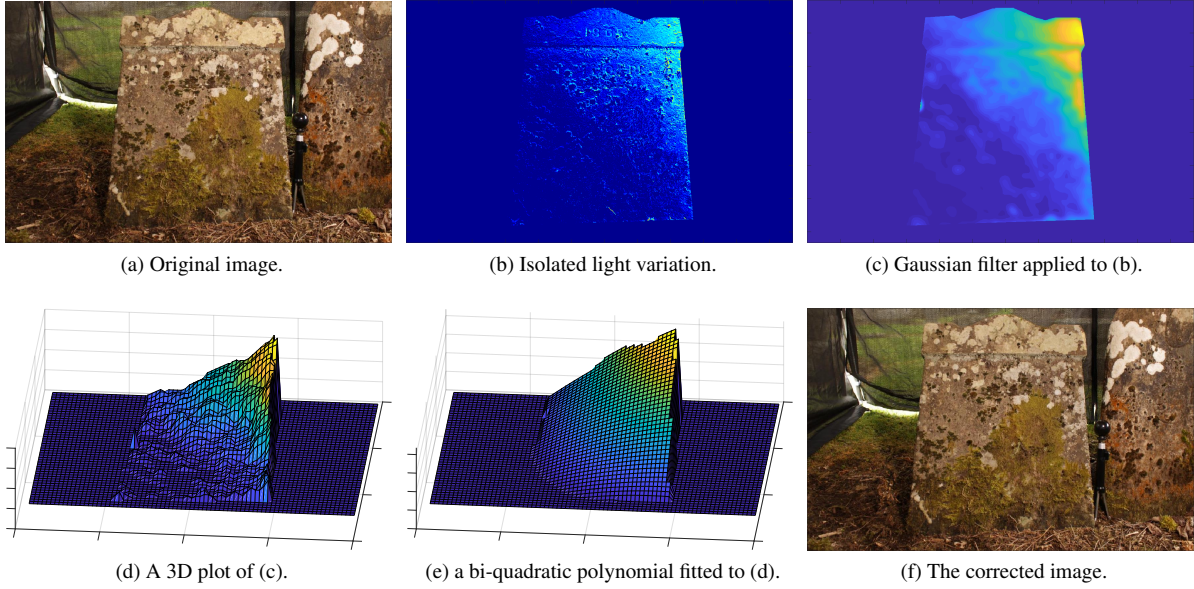 (a) Original image.
(b) Isolated light variation.
(c) Gaussian filter applied to (b).
(d) A 3D plot of (c).
(e) a bi-quadratic polynomial fitted to (d).
(f) The corrected image.